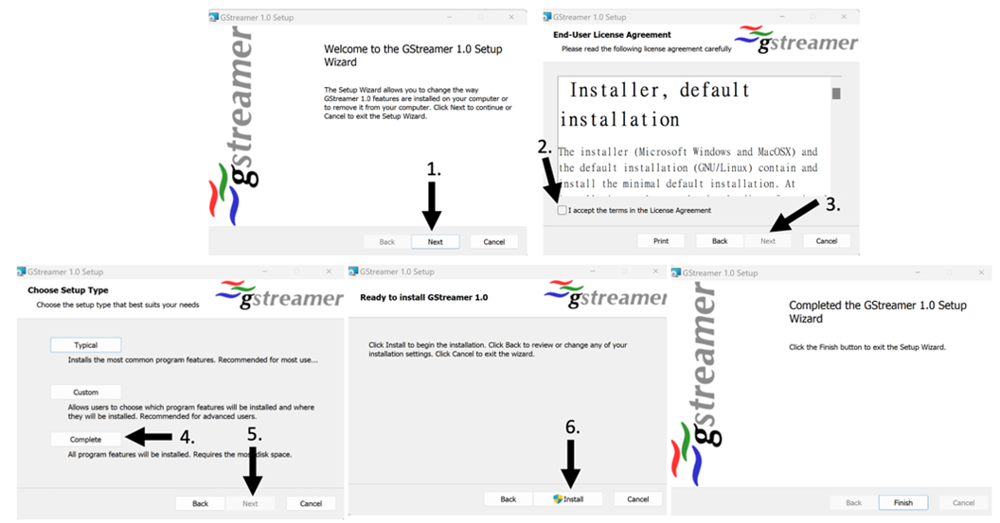 GStreamer 1.0 Setup
gstreamer
Welcome to the GStreamer 1.0 Setup
Wizard
The Setup Wizard allows you to change the way
GStreamer 1.0 features are installed on your computer or
to remove it from your computer. Click Next to continue or
Cancel to exit the Setup Wizard.
1.
Back Next Cancel
GStreamer 1.0 Setup
End-User License Agreement
Please read the following license agreement carefully
gstreamer
Installer, default
installation
The installer (Microsoft Windows and MacOSX) and
the default installation (GNU/Linux) contain and
install the minimal default installation. At
2.
I accept the terms in the License Agreement
3.
Print Back Next Cancel
GStreamer 1.0 Setup
Choose Setup Type
Choose the setup type that best suits your needs
gstreamer
Typical
Installs the most common program features. Recommended for most use...
Custom
Allows users to choose which program features will be installed and where
they will be installed. Recommended for advanced users.
Complete
4.
5.
All program features will be installed. Requires the most disk space.
Back Next Cancel
GStreamer 1.0 Setup
Ready to install GStreamer 1.0
gstreamer
Click Install to begin the installation. Click Back to review or change any of your
installation settings. Click Cancel to exit the wizard.
6.
Back Install Cancel
GStreamer 1.0 Setup
gstreamer
Completed the GStreamer 1.0 Setup
Wizard
Click the Finish button to exit the Setup Wizard.
Back Finish Cancel